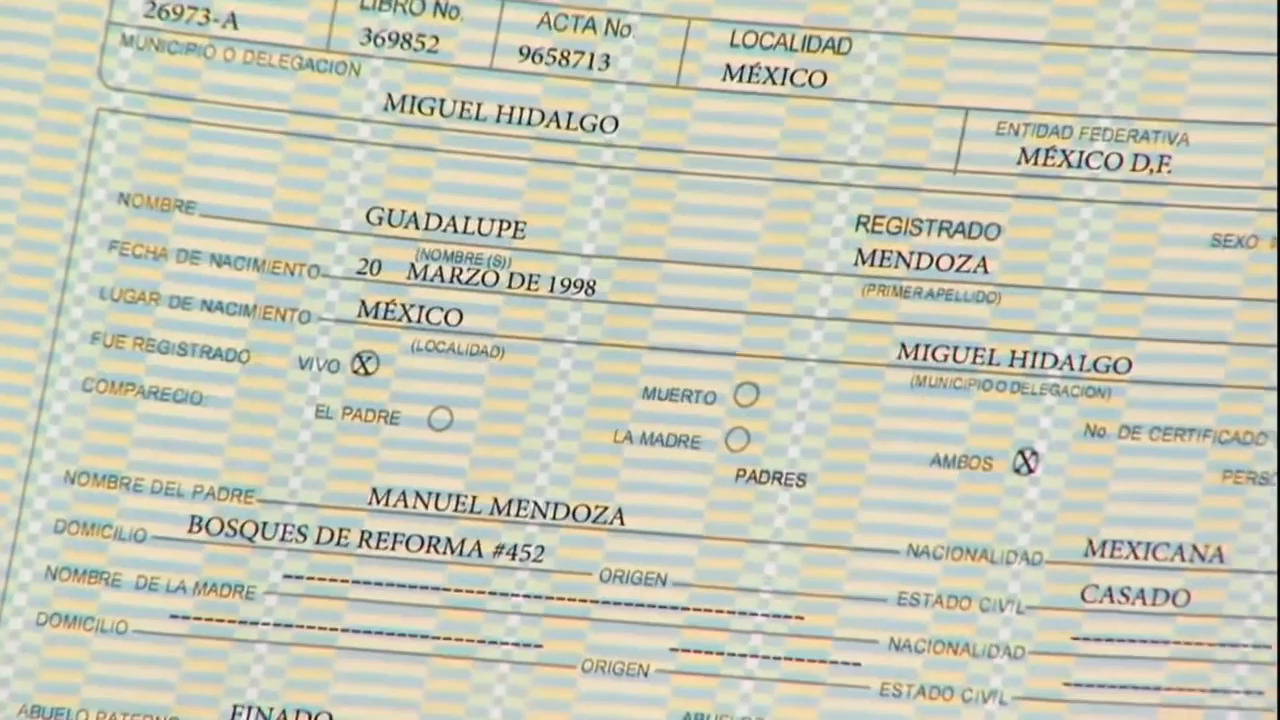 26973-A LIBRO No. 369852 ACTA No. 9658713 LOCALIDAD MÉXICO
MUNICIPIO O DELEGACION
MIGUEL HIDALGO
ENTIDAD FEDERATIVA
MÉXICO D,F.
NOMBRE GUADALUPE REGISTRADO MENDOZA SEXO
(NOMBRE (S)) (PRIMER APELLIDO)
FECHA DE NACIMIENTO 20 MARZO DE 1998
LUGAR DE NACIMIENTO MÉXICO MIGUEL HIDALGO
(LOCALIDAD) (MUNICIPIO O DELEGACION)
FUE REGISTRADO VIVO X MUERTO
No. DE CERTIFICADO
COMPARECIO: EL PADRE LA MADRE AMBOS X
PADRES
NOMBRE DEL PADRE MANUEL MENDOZA NACIONALIDAD MEXICANA
DOMICILIO BOSQUES DE REFORMA #452 ORIGEN ESTADO CIVIL CASADO
NOMBRE DE LA MADRE ---------- NACIONALIDAD ----------
DOMICILIO ---------- ORIGEN ---------- ESTADO CIVIL ----------
ABUELO PATERNO FINADO